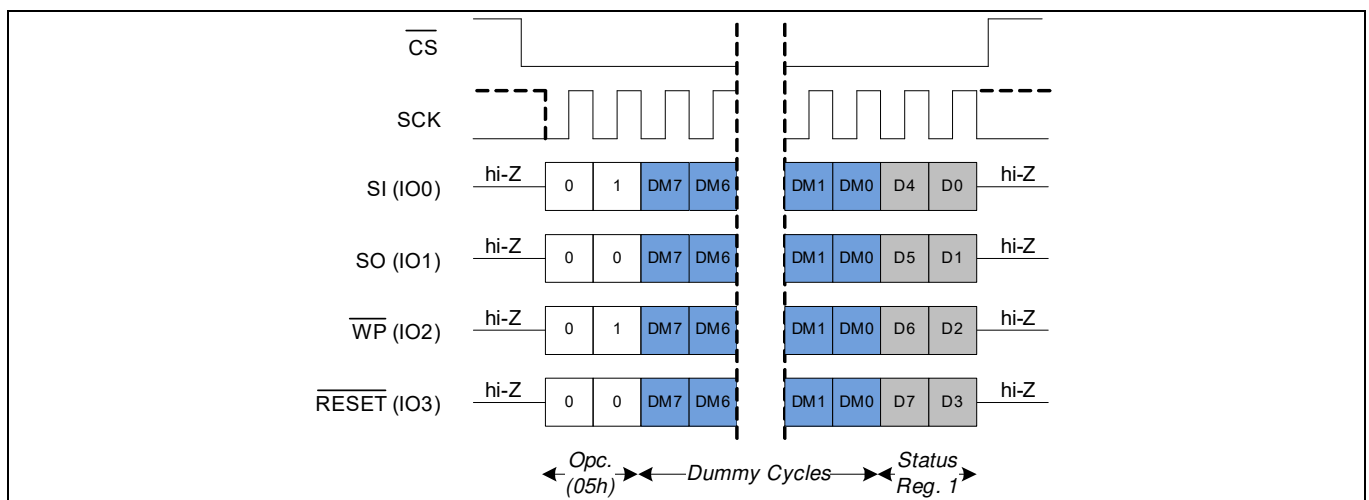 CS
SCK
SI (IO0) hi-Z 0 1 DM7 DM6 DM1 DM0 D4 D0 hi-Z
SO (IO1) hi-Z 0 0 DM7 DM6 DM1 DM0 D5 D1 hi-Z
WP (IO2) hi-Z 0 1 DM7 DM6 DM1 DM0 D6 D2 hi-Z
RESET (IO3) hi-Z 0 0 DM7 DM6 DM1 DM0 D7 D3 hi-Z
Opc. (05h) Dummy Cycles Status Reg. 1